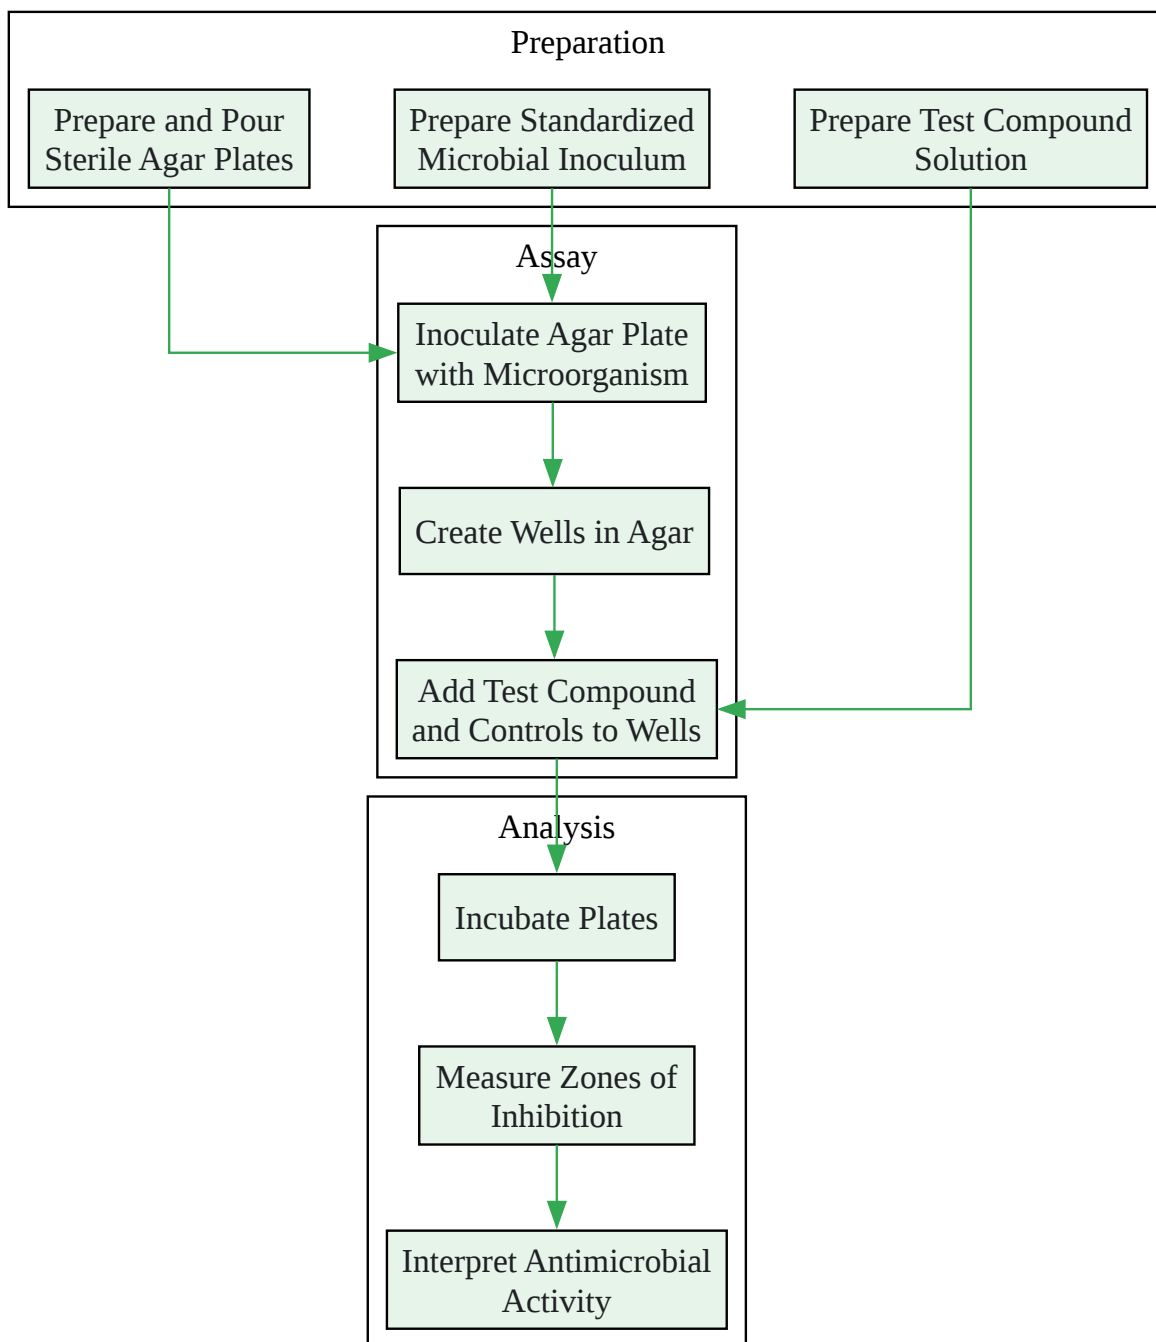 Preparation
Prepare and Pour
Sterile Agar Plates
Prepare Standardized
Microbial Inoculum
Prepare Test Compound
Solution
Assay
Inoculate Agar Plate
with Microorganism
Create Wells in Agar
Add Test Compound
and Controls to Wells
Analysis
Incubate Plates
Measure Zones of
Inhibition
Interpret Antimicrobial
Activity